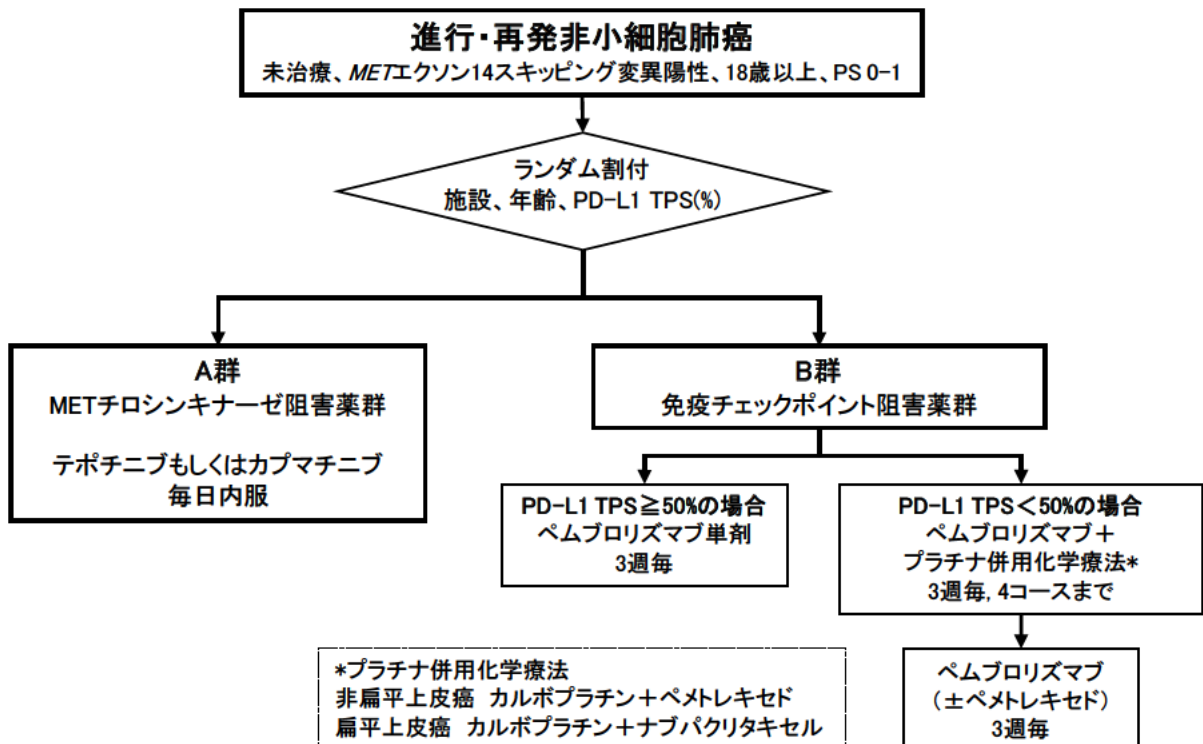 進行・再発非小細胞肺癌
未治療、METエクソン14スキッピング変異陽性、18歳以上、PS 0-1
ランダム割付
施設、年齢、PD-L1 TPS(%)
A群
METチロシンキナーゼ阻害薬群
テポチニブもしくはカプマチニブ
毎日内服
B群
免疫チェックポイント阻害薬群
PD-L1 TPS≧50%の場合
ペムブロリズマブ単剤
3週毎
PD-L1 TPS<50%の場合
ペムブロリズマブ+
プラチナ併用化学療法*
3週毎, 4コースまで
ペムブロリズマブ
(±ペメトレキセド)
3週毎
*プラチナ併用化学療法
非扁平上皮癌 カルボプラチン+ペメトレキセド
扁平上皮癌 カルボプラチン+ナブパクリタキセル